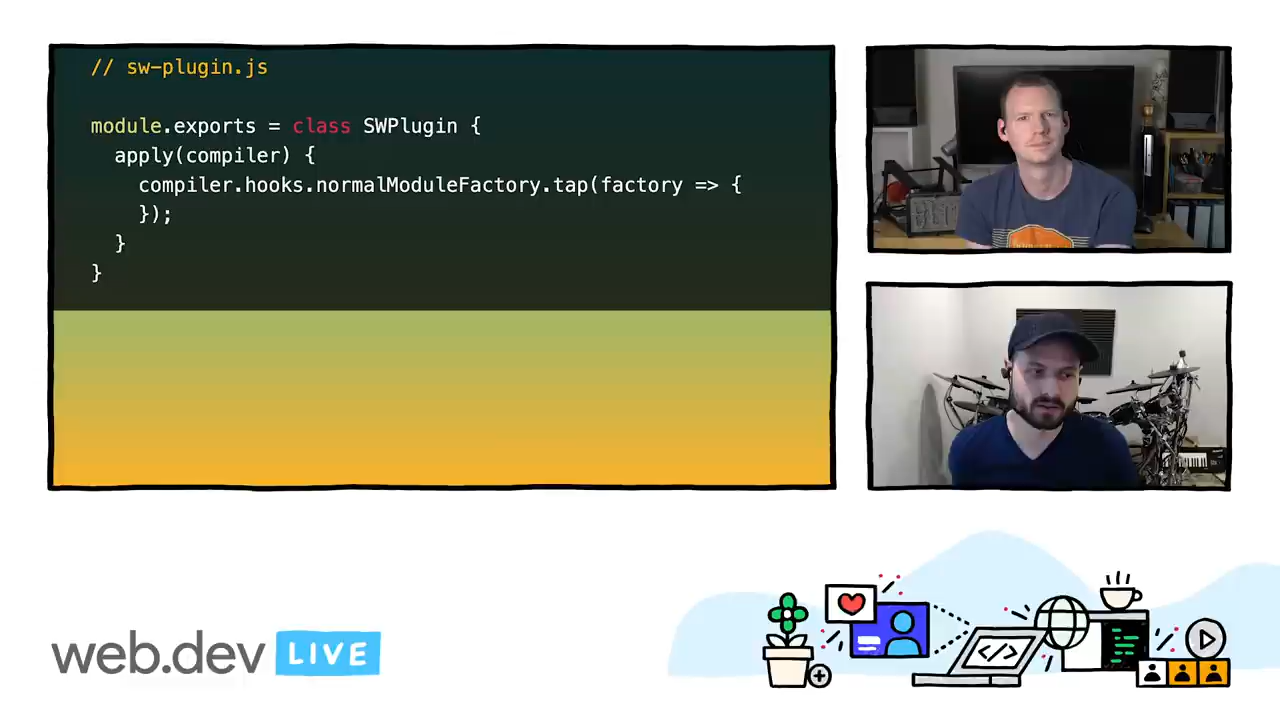 // sw-plugin.js
module.exports = class SWPlugin {
apply(compiler) {
compiler.hooks.normalModuleFactory.tap(factory => {
});
}
}
web.dev LIVE
</>